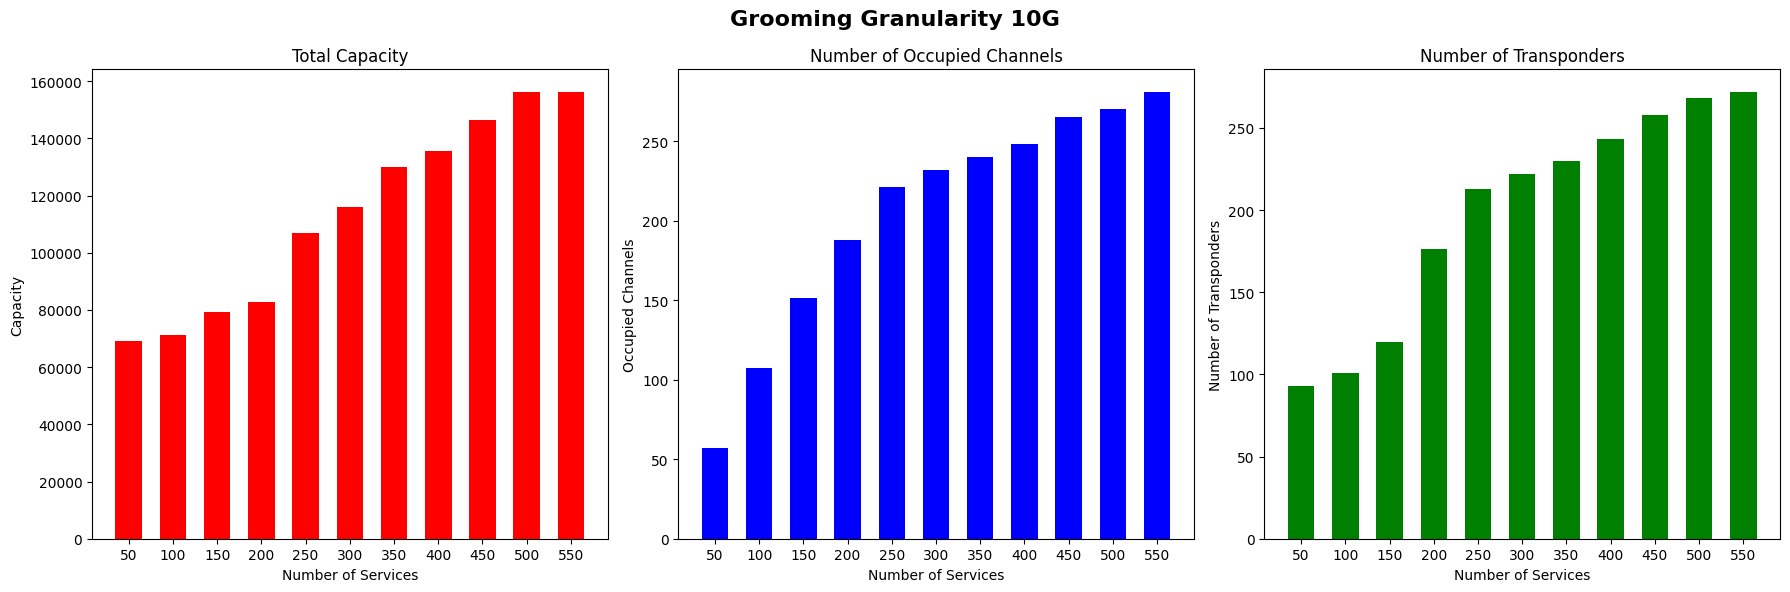 Grooming Granularity 10G
Total Capacity
Capacity
160000
140000
120000
100000
80000
60000
40000
20000
0
50 100 150 200 250 300 350 400 450 500 550
Number of Services
Number of Occupied Channels
Occupied Channels
250
200
150
100
50
0
50 100 150 200 250 300 350 400 450 500 550
Number of Services
Number of Transponders
Number of Transponders
250
200
150
100
50
0
50 100 150 200 250 300 350 400 450 500 550
Number of Services